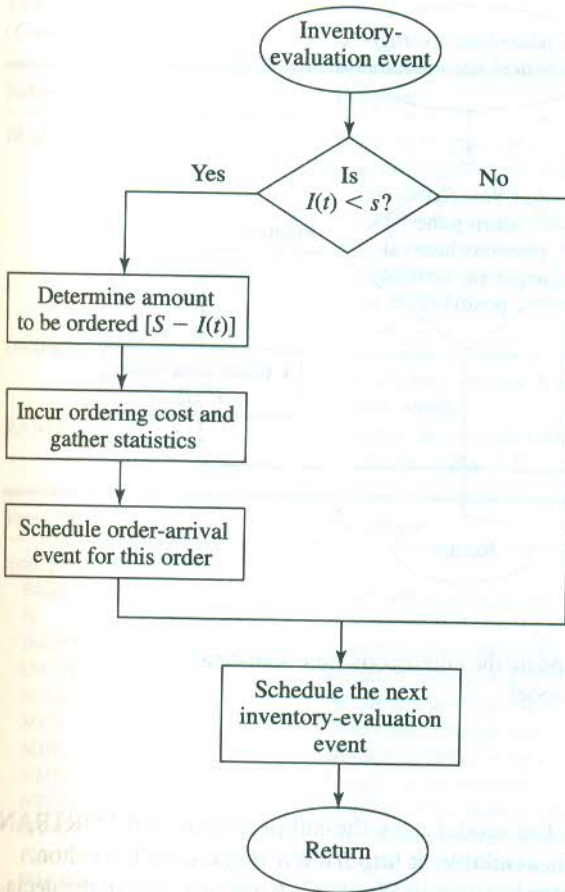 Inventory-
evaluation event
Yes
Is
No
I(t) < s?
Determine amount
to be ordered [S − I(t)]
Incur ordering cost and
gather statistics
Schedule order-arrival
event for this order
Schedule the next
inventory-evaluation
event
Return